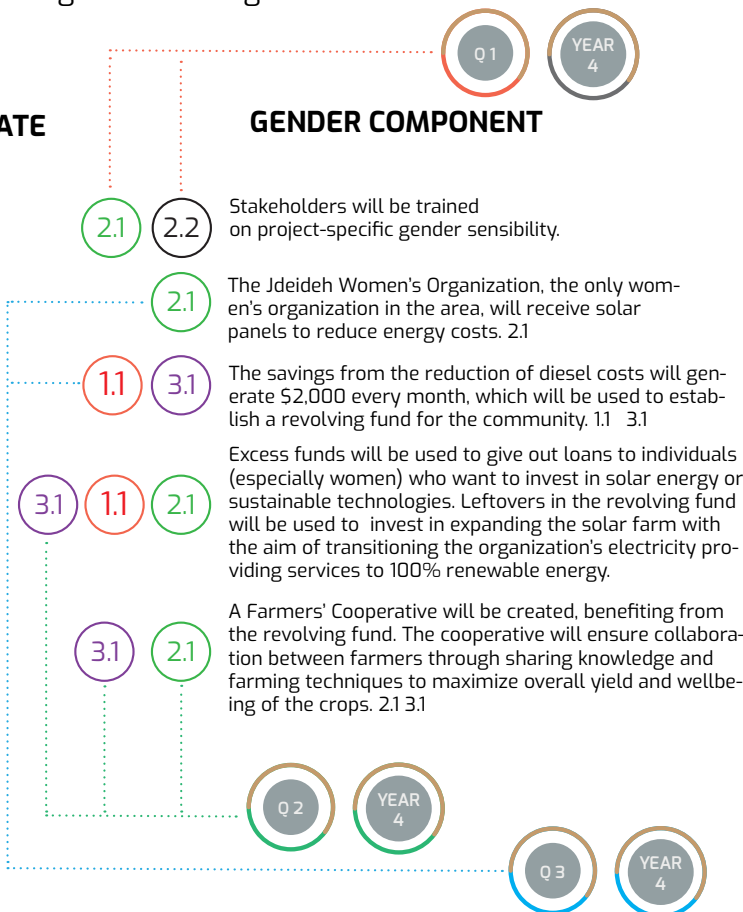 Q 1
YEAR
4
ATE
GENDER COMPONENT
2.1
2.2
Stakeholders will be trained
on project-specific gender sensibility.
2.1
The Jdeideh Women's Organization, the only wom-
en's organization in the area, will receive solar
panels to reduce energy costs. 2.1
1.1
3.1
The savings from the reduction of diesel costs will gen-
erate $2,000 every month, which will be used to estab-
lish a revolving fund for the community. 1.1 3.1
3.1
1.1
2.1
Excess funds will be used to give out loans to individuals
(especially women) who want to invest in solar energy or
sustainable technologies. Leftovers in the revolving fund
will be used to invest in expanding the solar farm with
the aim of transitioning the organization's electricity pro-
viding services to 100% renewable energy.
3.1
2.1
A Farmers' Cooperative will be created, benefiting from
the revolving fund. The cooperative will ensure collabora-
tion between farmers through sharing knowledge and
farming techniques to maximize overall yield and wellbe-
ing of the crops. 2.1 3.1
Q 2
YEAR
4
Q 3
YEAR
4